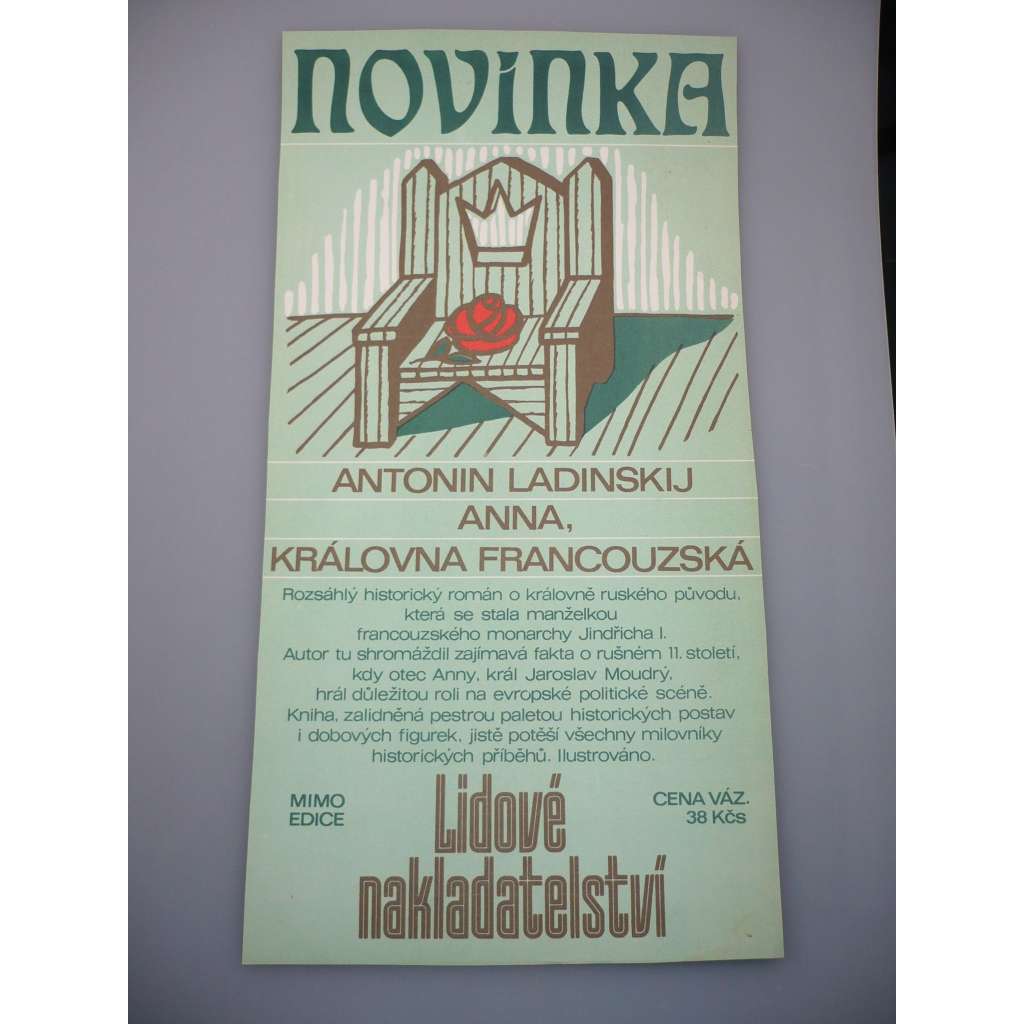 NOViNKA
ANTONIN LADINSKIJ
ANNA,
KRÁLOVNA FRANCOUZSKÁ
Rozsáhlý historický román o královně ruského původu,
která se stala manželkou
francouzského monarchy Jindřicha I.
Autor tu shromáždil zajímavá fakta o rušném 11. století,
kdy otec Anny, král Jaroslav Moudrý,
hrál důležitou roli na evropské politické scéně.
Kniha, zalidněná pestrou paletou historických postav
i dobových figurek, jistě potěší všechny milovníky
historických příběhů. Ilustrováno.
MIMO
EDICE
Lidové
nakladatelství
CENA VÁZ.
38 Kčs